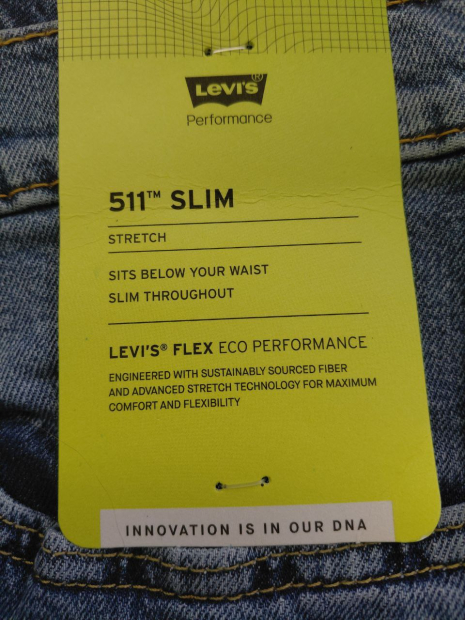 LEVI'S®
Performance
511™ SLIM
STRETCH
SITS BELOW YOUR WAIST
SLIM THROUGHOUT
LEVI'S® FLEX ECO PERFORMANCE
ENGINEERED WITH SUSTAINABLY SOURCED FIBER
AND ADVANCED STRETCH TECHNOLOGY FOR MAXIMUM
COMFORT AND FLEXIBILITY
INNOVATION IS IN OUR DNA